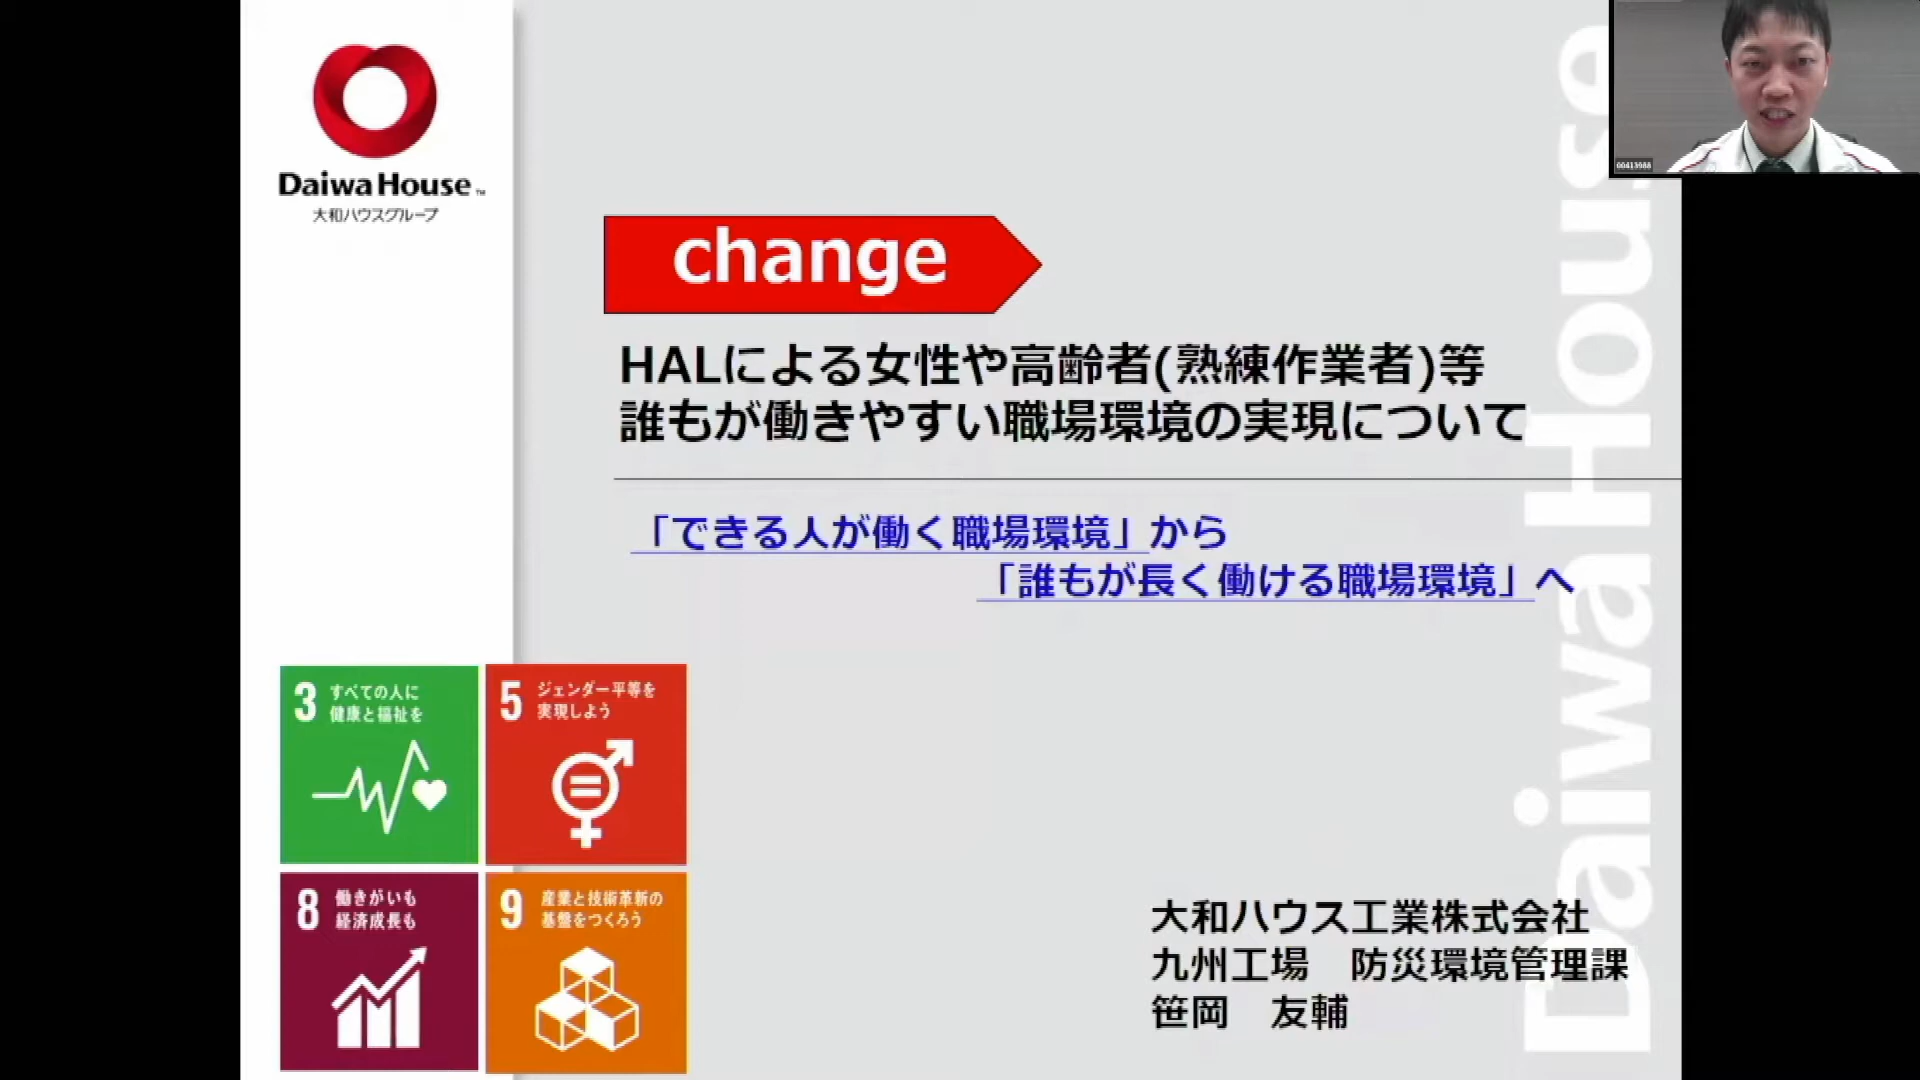 Daiwa House™
大和ハウスグループ
change
HALによる女性や高齢者(熟練作業者)等
誰もが働きやすい職場環境の実現について
「できる人が働く職場環境」から
「誰もが長く働ける職場環境」へ
3 すべての人に
健康と福祉を
5 ジェンダー平等を
実現しよう
8 働きがいも
経済成長も
9 産業と技術革新の
基盤をつくろう
大和ハウス工業株式会社
九州工場　防災環境管理課
笹岡　友輔
Daiwa House
00413988